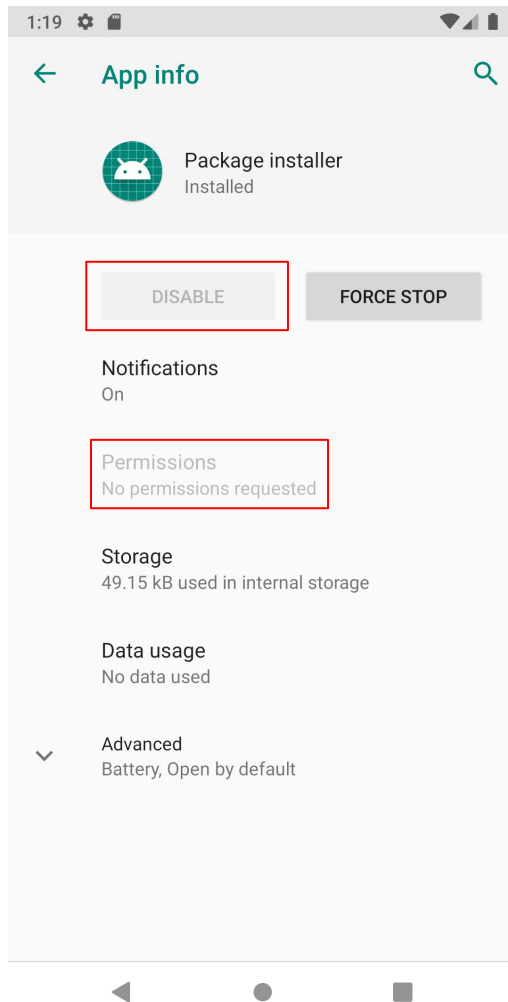 1:19
App info
Package installer
Installed
DISABLE
FORCE STOP
Notifications
On
Permissions
No permissions requested
Storage
49.15 kB used in internal storage
Data usage
No data used
Advanced
Battery, Open by default